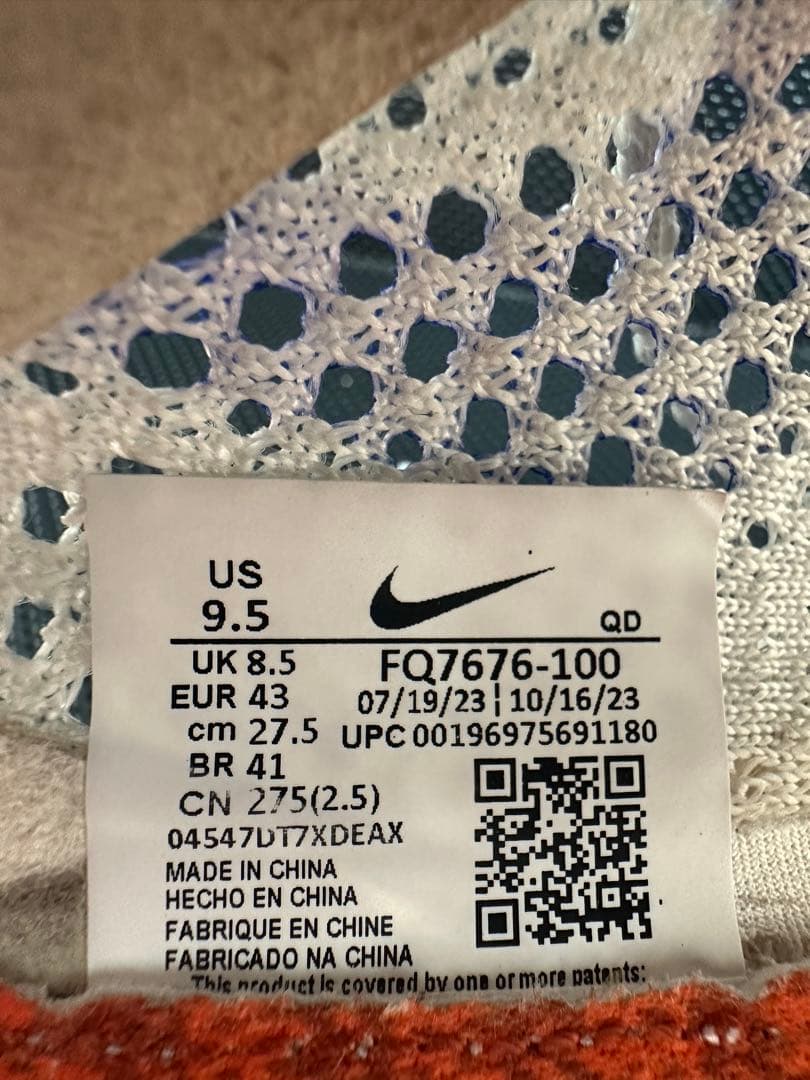 US
9.5
QD
UK 8.5
EUR 43
cm 27.5
BR 41
CN 275(2.5)
FQ7676-100
07/19/23 ¦ 10/16/23
UPC 00196975691180
04547DT7XDEAX
MADE IN CHINA
HECHO EN CHINA
FABRIQUE EN CHINE
FABRICADO NA CHINA
This product is covered by one or more patents: